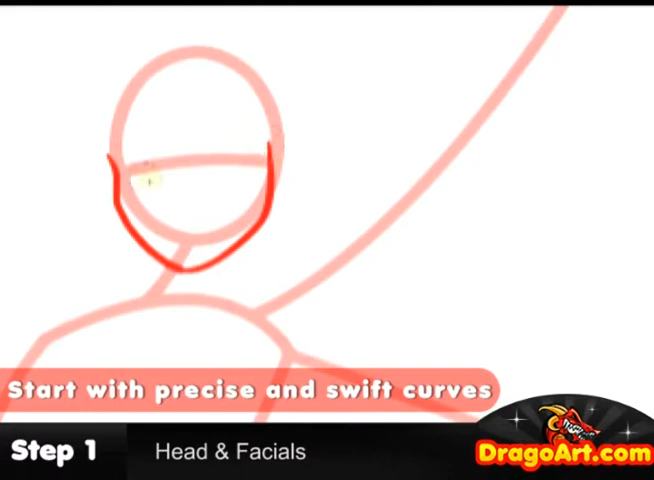 Start with precise and swift curves
Step 1
Head & Facials
DragoArt.com